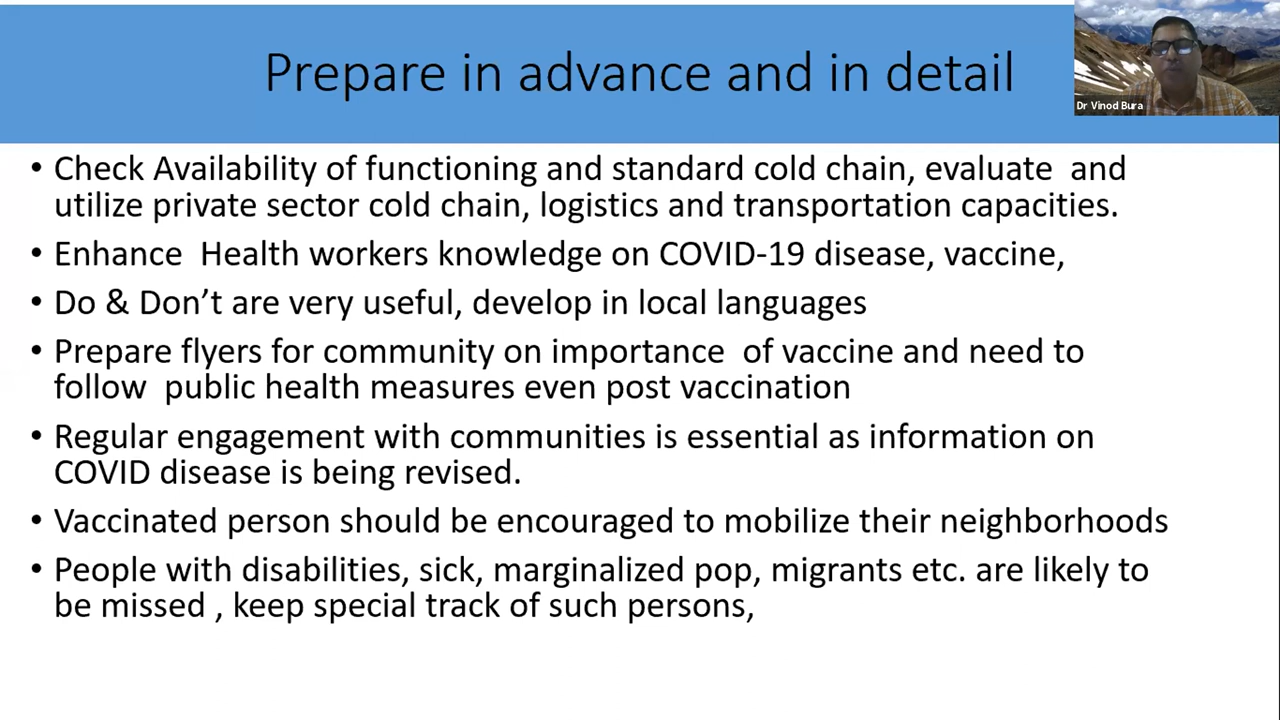 Prepare in advance and in detail
Dr Vinod Bura
• Check Availability of functioning and standard cold chain, evaluate  and
utilize private sector cold chain, logistics and transportation capacities.
• Enhance  Health workers knowledge on COVID-19 disease, vaccine,
• Do & Don’t are very useful, develop in local languages
• Prepare flyers for community on importance  of vaccine and need to
follow  public health measures even post vaccination
• Regular engagement with communities is essential as information on
COVID disease is being revised.
• Vaccinated person should be encouraged to mobilize their neighborhoods
• People with disabilities, sick, marginalized pop, migrants etc. are likely to
be missed , keep special track of such persons,